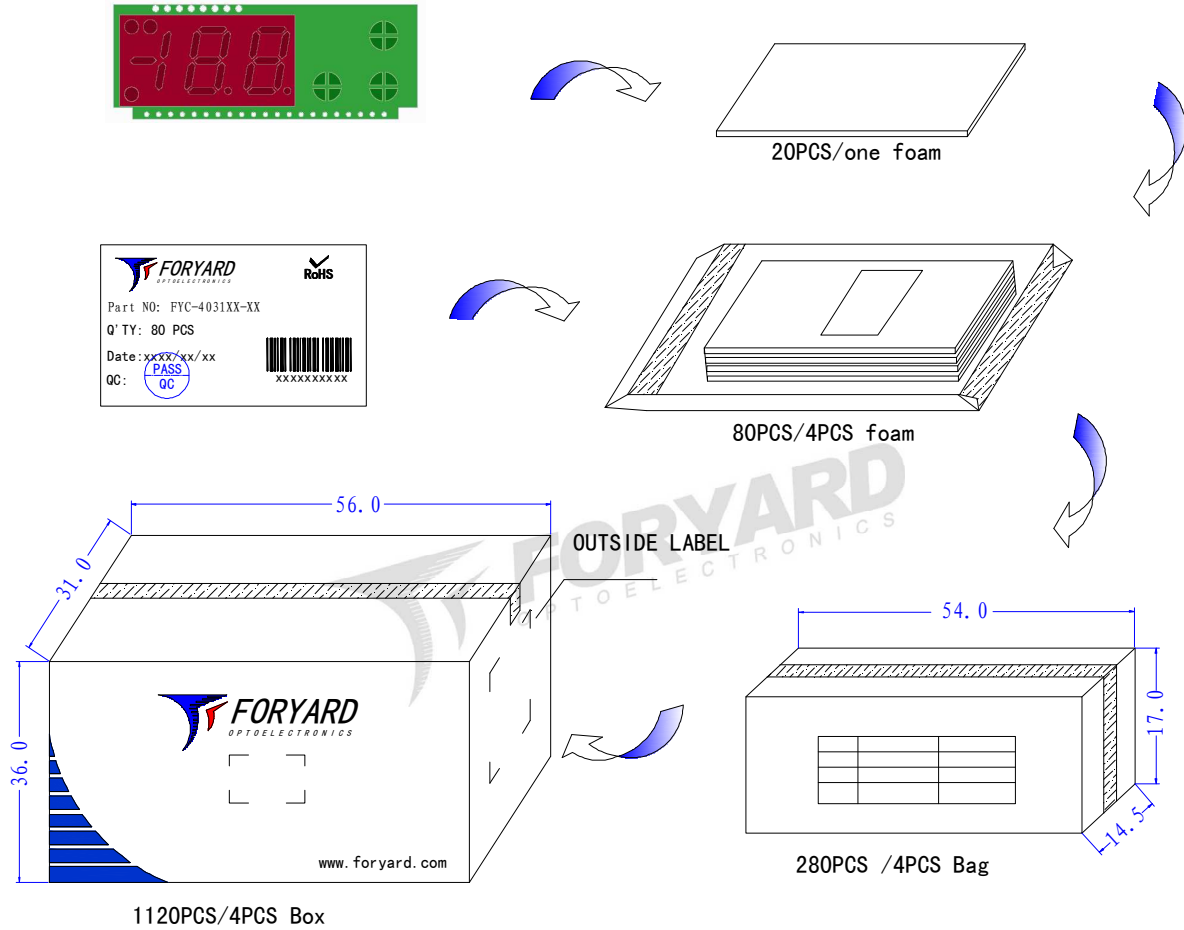 20PCS/one foam
FORYARD
OPTOELECTRONICS
RoHS
Part NO: FYC-4031XX-XX
Q'TY: 80 PCS
Date:xxxx/xx/xx
QC:
PASS
QC
xxxxxxxxxx
80PCS/4PCS foam
FORYARD
OPTOELECTRONICS
56.0
31.0
36.0
OUTSIDE LABEL
FORYARD
OPTOELECTRONICS
www.foryard.com
1120PCS/4PCS Box
54.0
17.0
14.5
280PCS /4PCS Bag